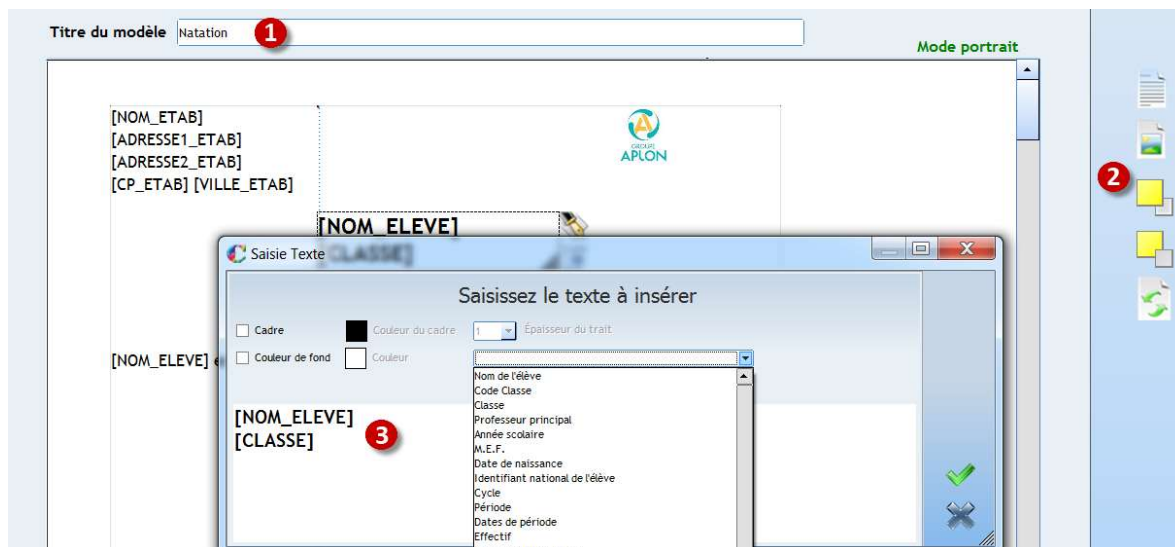 Titre du modèle Natation 1
Mode portrait
[NOM_ETAB]
[ADRESSE1_ETAB]
[ADRESSE2_ETAB]
[CP_ETAB] [VILLE_ETAB]
GROUPE
APLON
2
[NOM_ELEVE]
[CLASSE]
Saisie Texte
Saisissez le texte à insérer
Cadre Couleur du cadre 1 Épaisseur du trait
Couleur de fond Couleur
[NOM_ELEVE] e
Nom de l'élève
Code Classe
Classe
Professeur principal
Année scolaire
M.E.F.
Date de naissance
Identifiant national de l'élève
Cycle
Période
Dates de période
Effectif
[NOM_ELEVE]
[CLASSE] 3